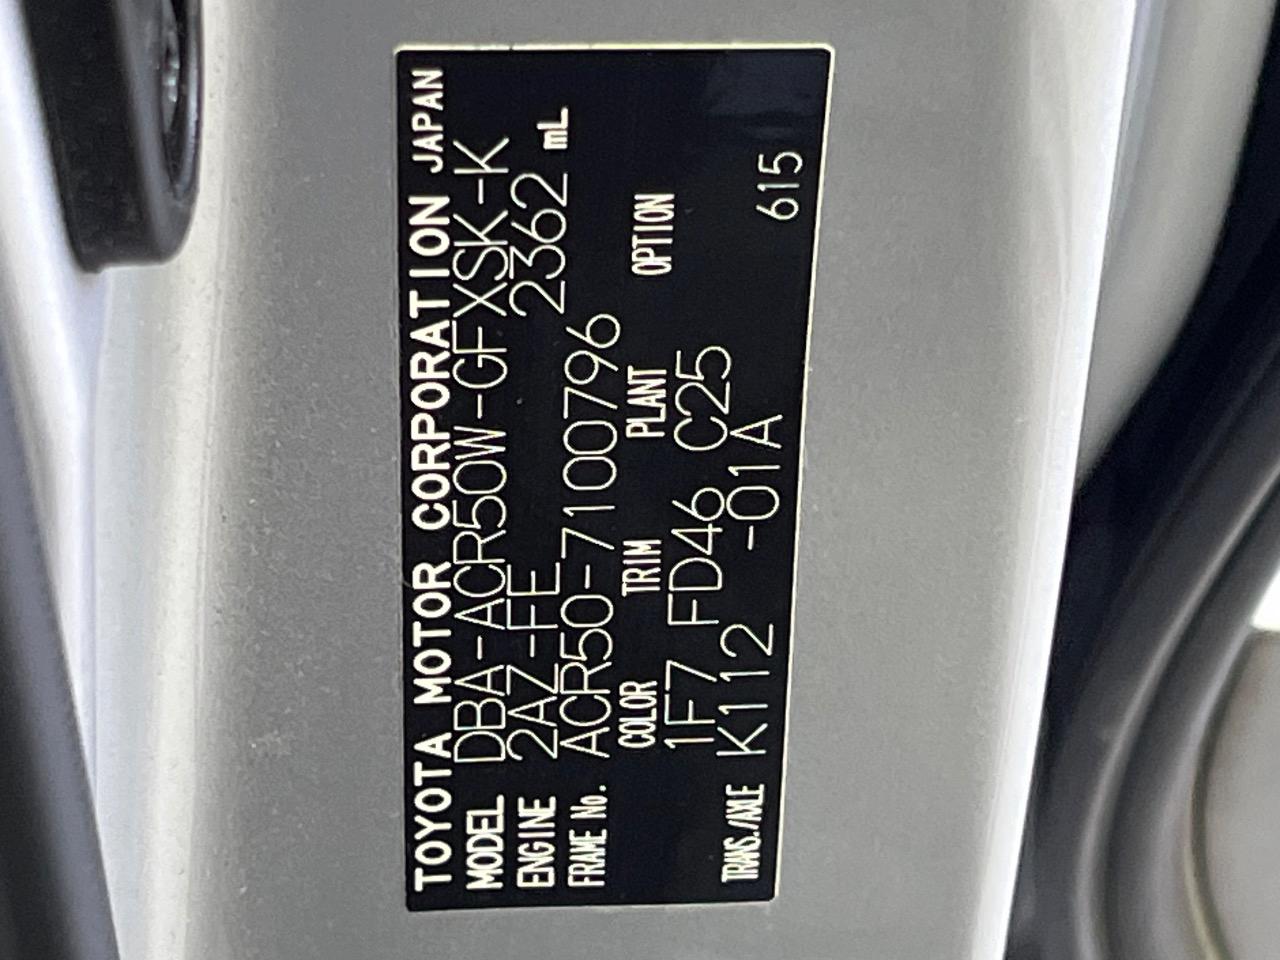 TOYOTA MOTOR CORPORATION JAPAN
MODEL DBA-ACR50W-GFXSK-K
ENGINE 2AZ-FE 2362 mL
FRAME No. ACR50-7100796
COLOR TRIM PLANT OPTION
1F7 FD46 C25
TRANS./AXLE K112 -01A 615